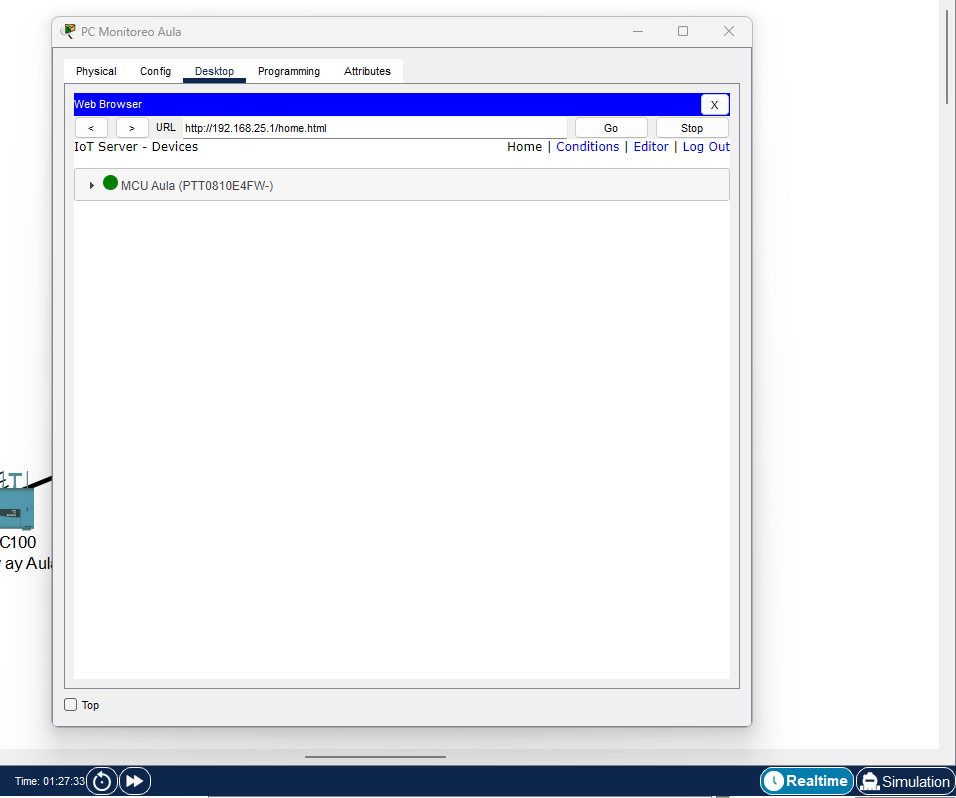 PC Monitoreo Aula
Physical Config Desktop Programming Attributes
Web Browser X
< > URL http://192.168.25.1/home.html Go Stop
IoT Server - Devices Home | Conditions | Editor | Log Out
MCU Aula (PTT0810E4FW-)
C100
ay Aula
Top
Time: 01:27:33 Realtime Simulation